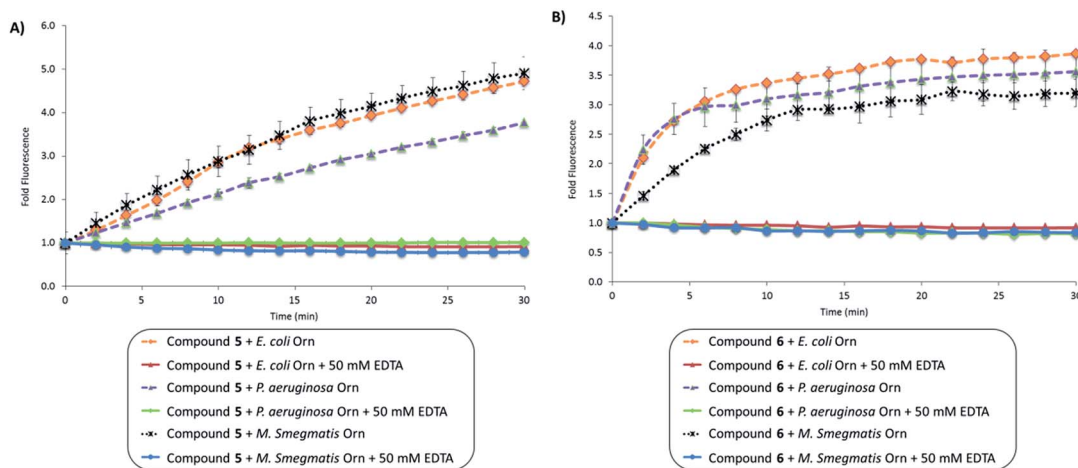 A)
Fold Fluorescence
6.0
5.0
4.0
3.0
2.0
1.0
0.0
0 5 10 15 20 25 30
Time (min)
Compound 5 + E. coli Orn
Compound 5 + E. coli Orn + 50 mM EDTA
Compound 5 + P. aeruginosa Orn
Compound 5 + P. aeruginosa Orn + 50 mM EDTA
Compound 5 + M. Smegmatis Orn
Compound 5 + M. Smegmatis Orn + 50 mM EDTA
B)
Fold Fluorescence
4.5
4.0
3.5
3.0
2.5
2.0
1.5
1.0
0.5
0.0
0 5 10 15 20 25 30
Time (min)
Compound 6 + E. coli Orn
Compound 6 + E. coli Orn + 50 mM EDTA
Compound 6 + P. aeruginosa Orn
Compound 6 + P. aeruginosa Orn + 50 mM EDTA
Compound 6 + M. Smegmatis Orn
Compound 6 + M. Smegmatis Orn + 50 mM EDTA